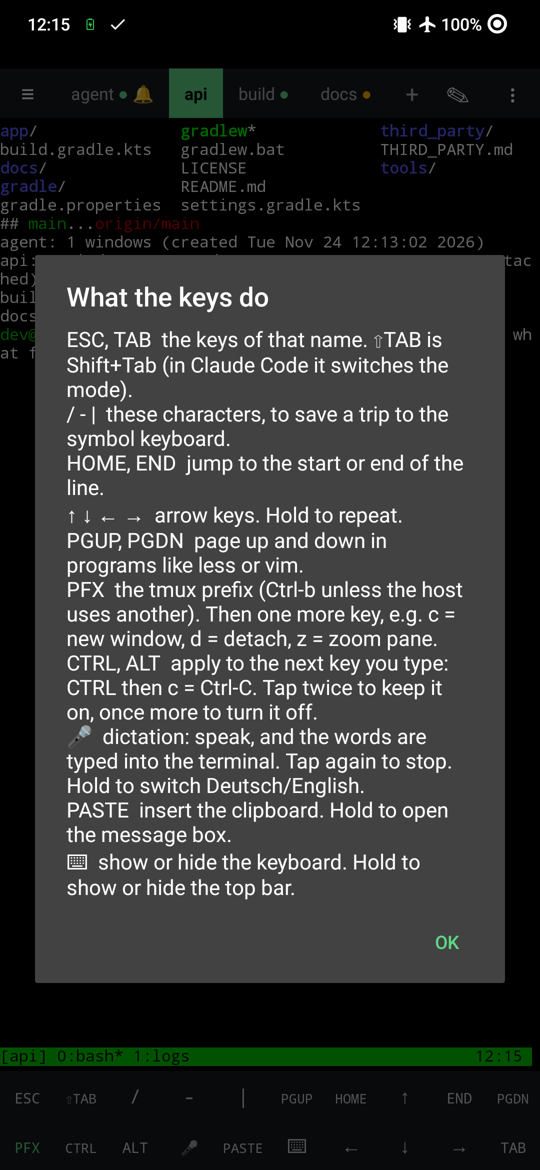 12:15 100%
≡ agent 🔔 api build docs + ✎ ⋮
app/ gradlew* third_party/
build.gradle.kts gradlew.bat THIRD_PARTY.md
docs/ LICENSE tools/
gradle/ README.md
gradle.properties settings.gradle.kts
## main...origin/main
agent: 1 windows (created Tue Nov 24 12:13:02 2026)
api: tac
hed)
buil
docs
dev@ wh
at f
What the keys do
ESC, TAB the keys of that name. ⇧TAB is
Shift+Tab (in Claude Code it switches the
mode).
/ - | these characters, to save a trip to the
symbol keyboard.
HOME, END jump to the start or end of the
line.
↑ ↓ ← → arrow keys. Hold to repeat.
PGUP, PGDN page up and down in
programs like less or vim.
PFX the tmux prefix (Ctrl-b unless the host
uses another). Then one more key, e.g. c =
new window, d = detach, z = zoom pane.
CTRL, ALT apply to the next key you type:
CTRL then c = Ctrl-C. Tap twice to keep it
on, once more to turn it off.
🎤 dictation: speak, and the words are
typed into the terminal. Tap again to stop.
Hold to switch Deutsch/English.
PASTE insert the clipboard. Hold to open
the message box.
⌨ show or hide the keyboard. Hold to
show or hide the top bar.
OK
[api] 0:bash* 1:logs 12:15
ESC ⇧TAB / − | PGUP HOME ↑ END PGDN
PFX CTRL ALT 🎤 PASTE ⌨ ← ↓ → TAB